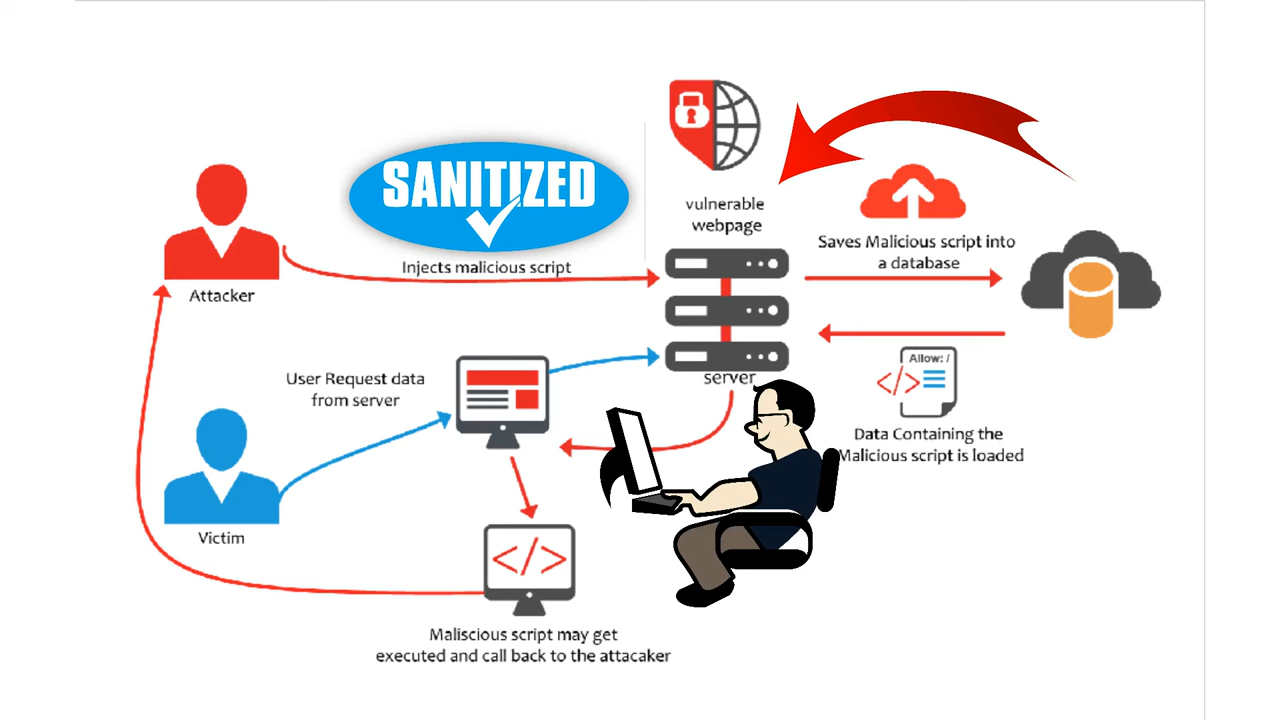 SANITIZED
vulnerable
webpage
Saves Malicious script into
a database
Injects malicious script
Attacker
Allow: /
</>
server
User Request data
from server
Data Containing the
Malicious script is loaded
Victim
</>
Maliscious script may get
executed and call back to the attacaker